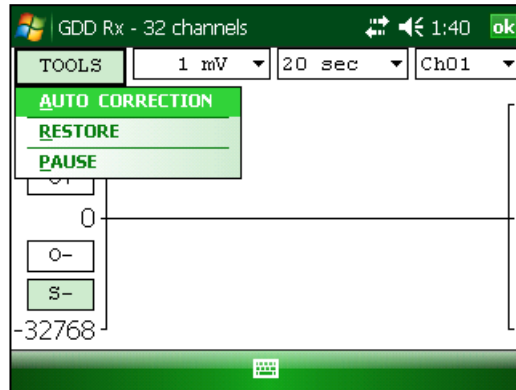 GDD Rx - 32 channels 1:40 ok
TOOLS 1 mV 20 sec Ch01
AUTO CORRECTION
RESTORE
PAUSE
0
O-
S-
-32768